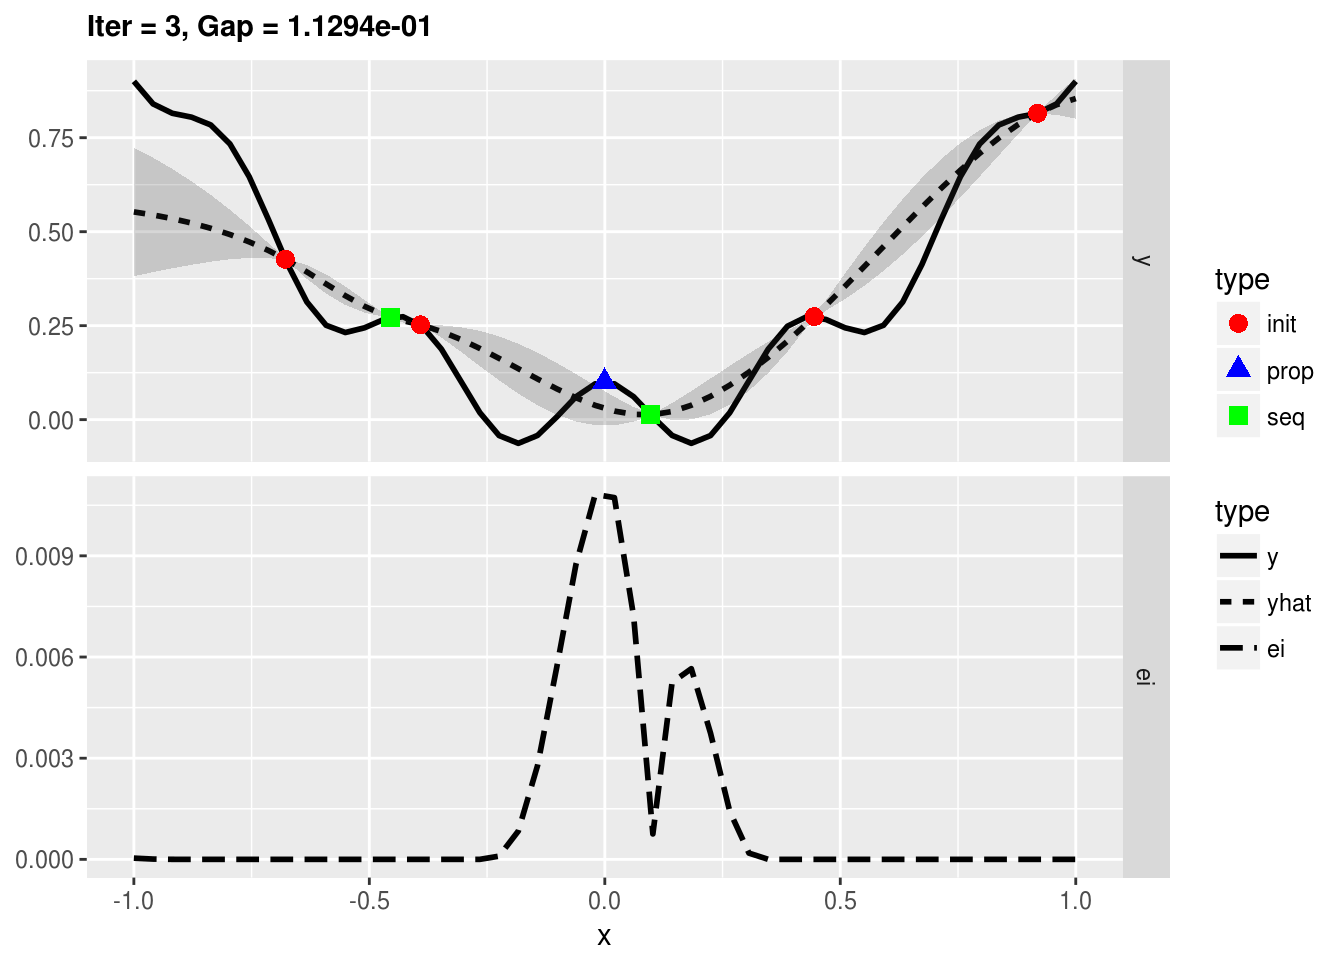 Iter = 3, Gap = 1.1294e-01
0.75
0.50
0.25
0.00
y
0.009
0.006
0.003
0.000
ei
-1.0 -0.5 0.0 0.5 1.0
x
type
init
prop
seq
type
y
yhat
ei